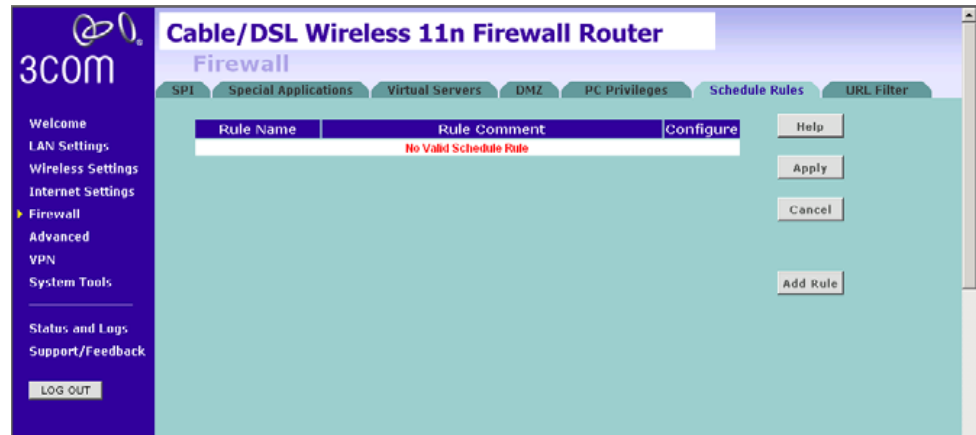 3COM
Cable/DSL Wireless 11n Firewall Router
Firewall
SPI Special Applications Virtual Servers DMZ PC Privileges Schedule Rules URL Filter
Welcome
LAN Settings
Wireless Settings
Internet Settings
Firewall
Advanced
VPN
System Tools
Status and Logs
Support/Feedback
LOG OUT
Rule Name Rule Comment Configure
No Valid Schedule Rule
Help
Apply
Cancel
Add Rule